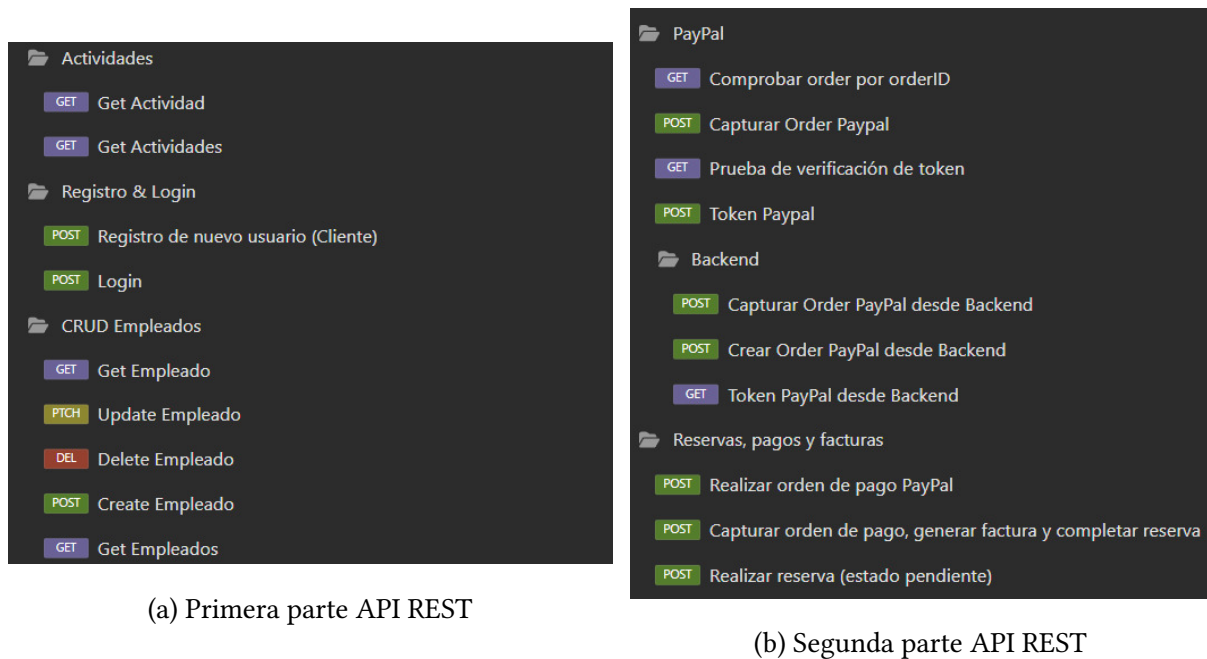 Actividades
GET Get Actividad
GET Get Actividades
Registro & Login
POST Registro de nuevo usuario (Cliente)
POST Login
CRUD Empleados
GET Get Empleado
PTCH Update Empleado
DEL Delete Empleado
POST Create Empleado
GET Get Empleados
(a) Primera parte API REST
PayPal
GET Comprobar order por orderID
POST Capturar Order Paypal
GET Prueba de verificación de token
POST Token Paypal
Backend
POST Capturar Order PayPal desde Backend
POST Crear Order PayPal desde Backend
GET Token PayPal desde Backend
Reservas, pagos y facturas
POST Realizar orden de pago PayPal
POST Capturar orden de pago, generar factura y completar reserva
POST Realizar reserva (estado pendiente)
(b) Segunda parte API REST